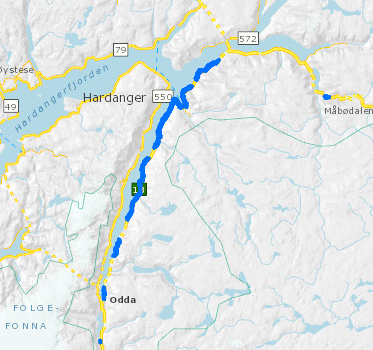 572
79
øystese
Hardangerfjorden
49
Hardanger
550
Måbødalen
13
Odda
FOLGE-
FONNA